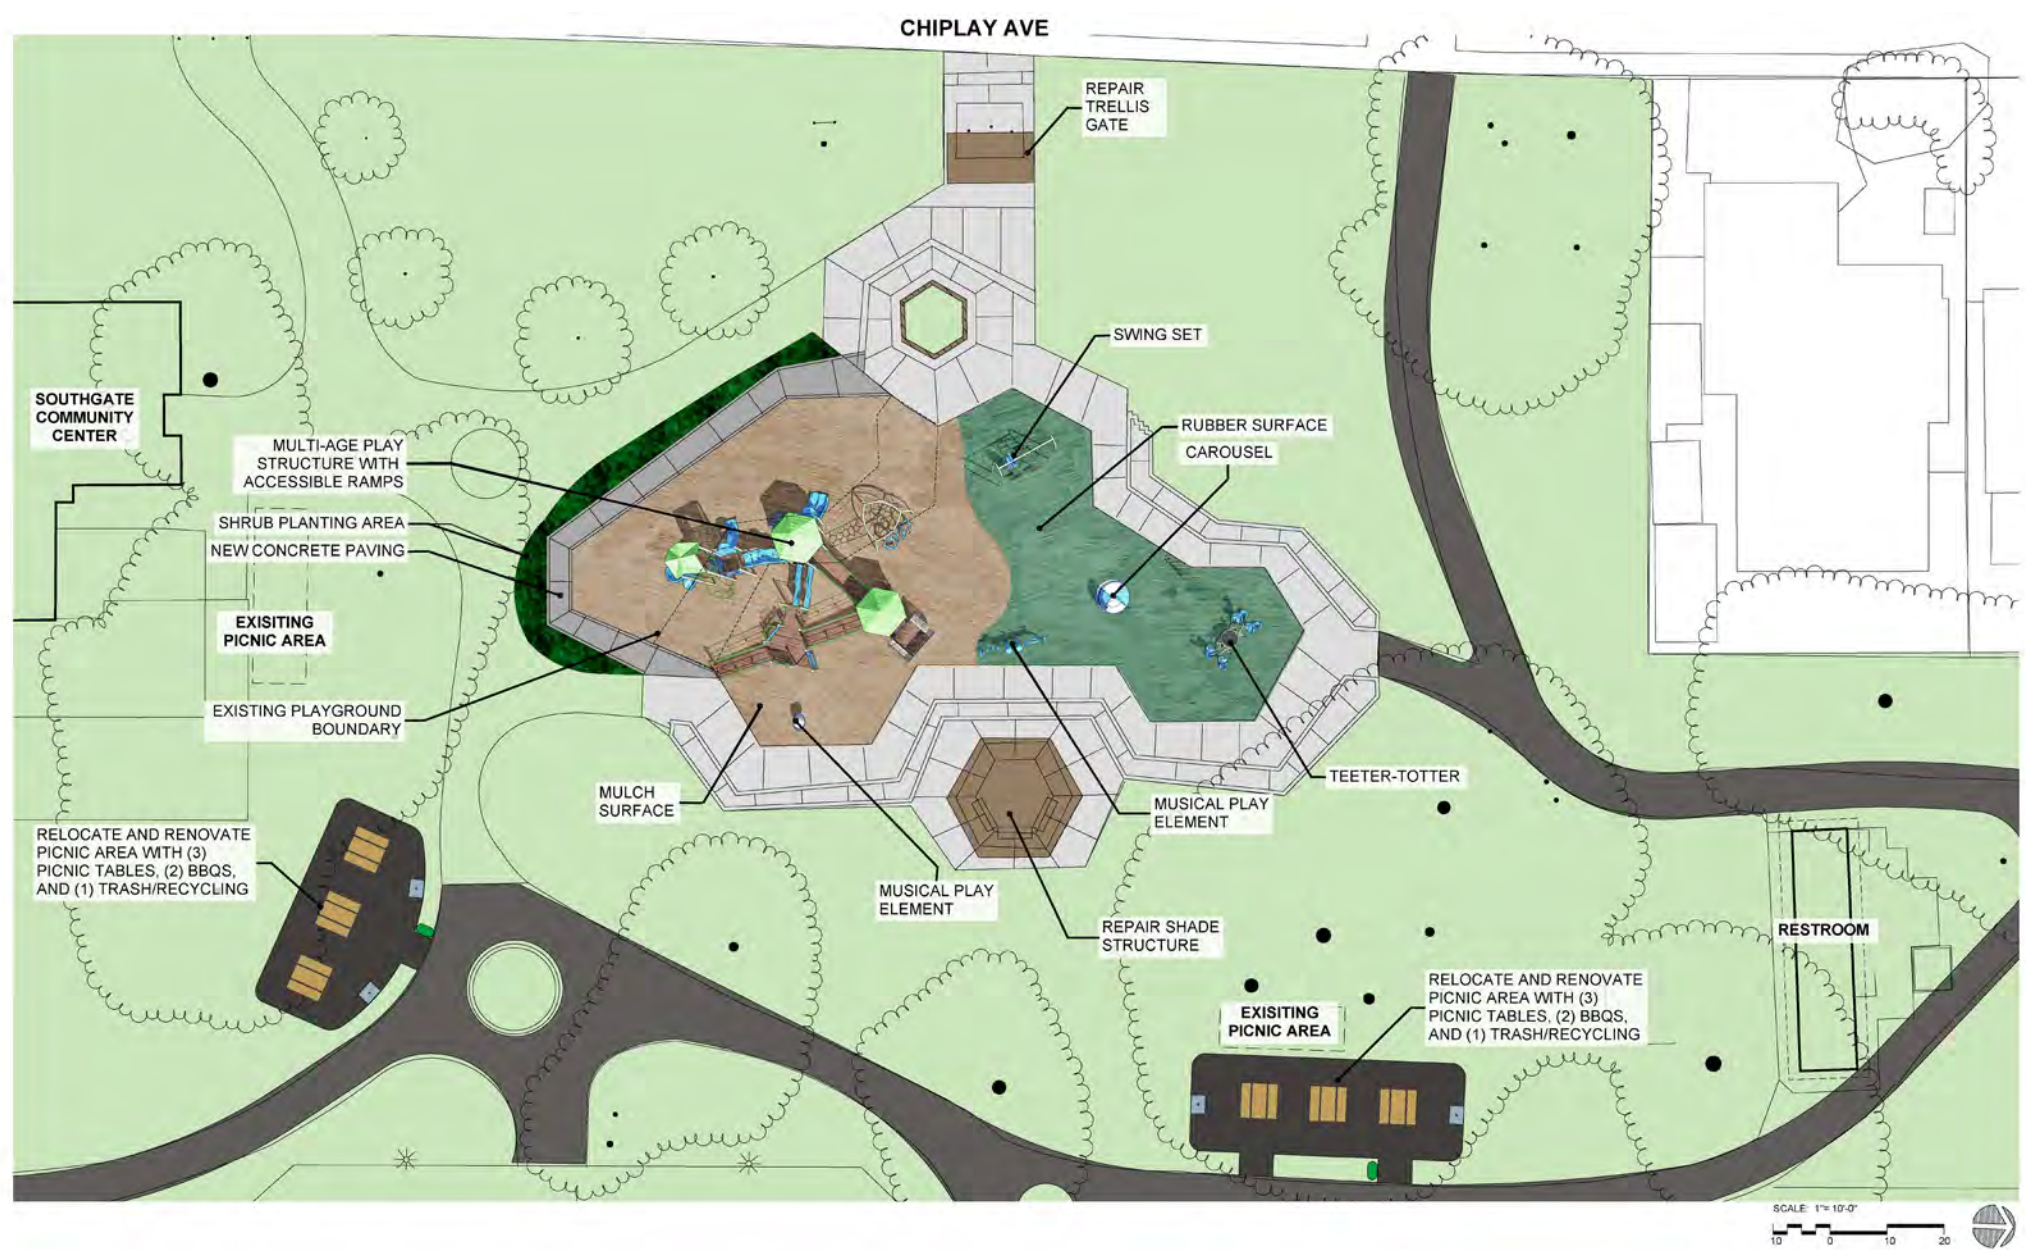 CHIPLAY AVE
REPAIR
TRELLIS
GATE
SWING SET
RUBBER SURFACE
CAROUSEL
SOUTHGATE
COMMUNITY
CENTER
MULTI-AGE PLAY
STRUCTURE WITH
ACCESSIBLE RAMPS
SHRUB PLANTING AREA
NEW CONCRETE PAVING
EXISITING
PICNIC AREA
EXISTING PLAYGROUND
BOUNDARY
MULCH
SURFACE
TEETER-TOTTER
MUSICAL PLAY
ELEMENT
RELOCATE AND RENOVATE
PICNIC AREA WITH (3)
PICNIC TABLES, (2) BBQS,
AND (1) TRASH/RECYCLING
MUSICAL PLAY
ELEMENT
REPAIR SHADE
STRUCTURE
RESTROOM
RELOCATE AND RENOVATE
PICNIC AREA WITH (3)
PICNIC TABLES, (2) BBQS,
AND (1) TRASH/RECYCLING
EXISITING
PICNIC AREA
SCALE: 1"= 10'-0"
10 0 10 20